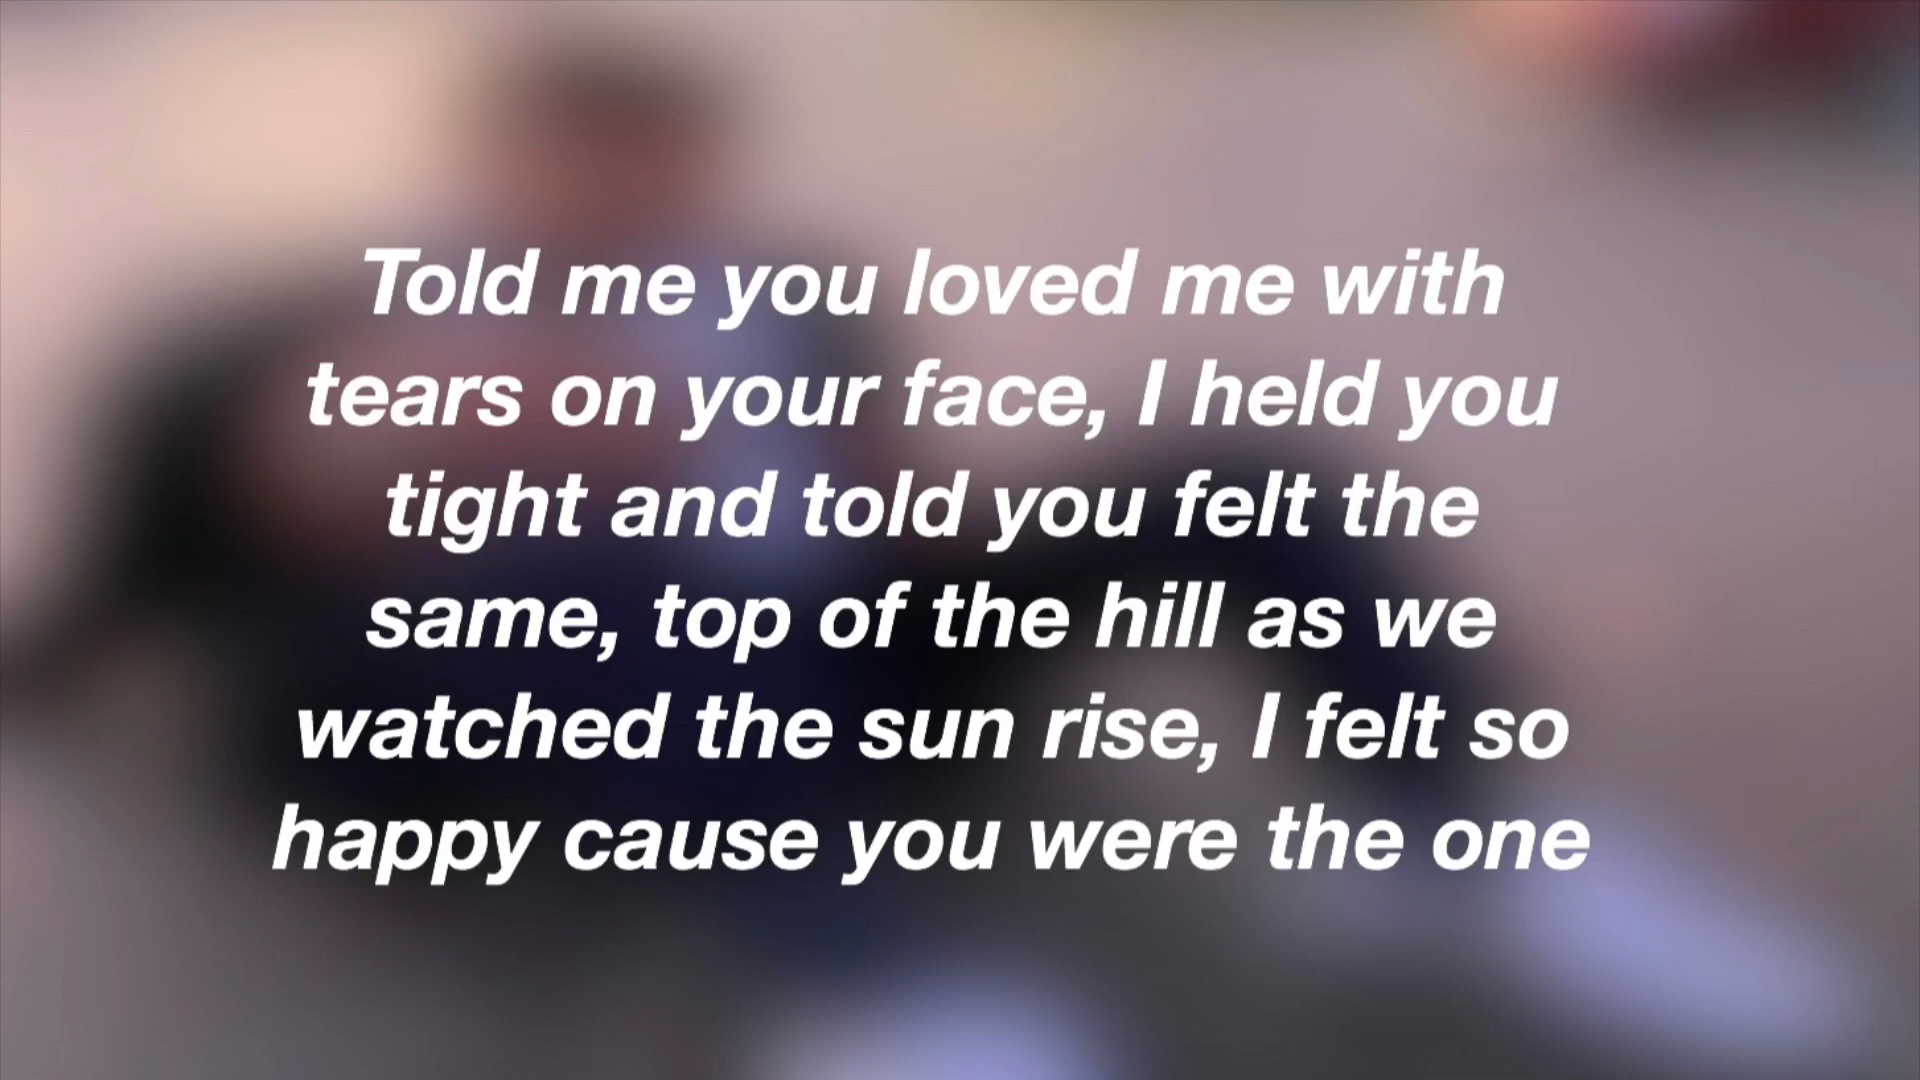 Told me you loved me with
tears on your face, I held you
tight and told you felt the
same, top of the hill as we
watched the sun rise, I felt so
happy cause you were the one